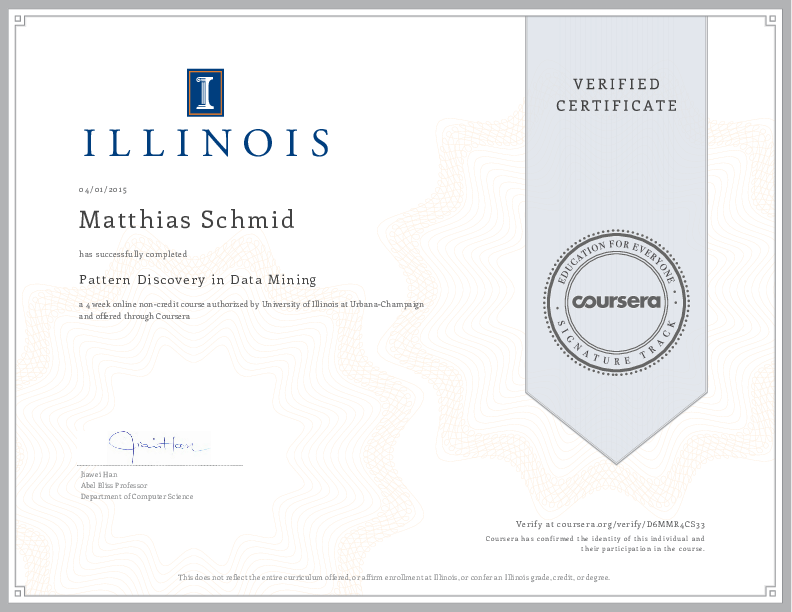 I
ILLINOIS
04/01/2015
Matthias Schmid
has successfully completed
Pattern Discovery in Data Mining
a 4 week online non-credit course authorized by University of Illinois at Urbana-Champaign
and offered through Coursera
Jiawei Han
Abel Bliss Professor
Department of Computer Science
VERIFIED
CERTIFICATE
EDUCATION FOR EVERYONE
coursera
SIGNATURE TRACK
Verify at coursera.org/verify/D6MMR4CS33
Coursera has confirmed the identity of this individual and
their participation in the course.
This does not reflect the entire curriculum offered, or affirm enrollment at Illinois, or confer an Illinois grade, credit, or degree.